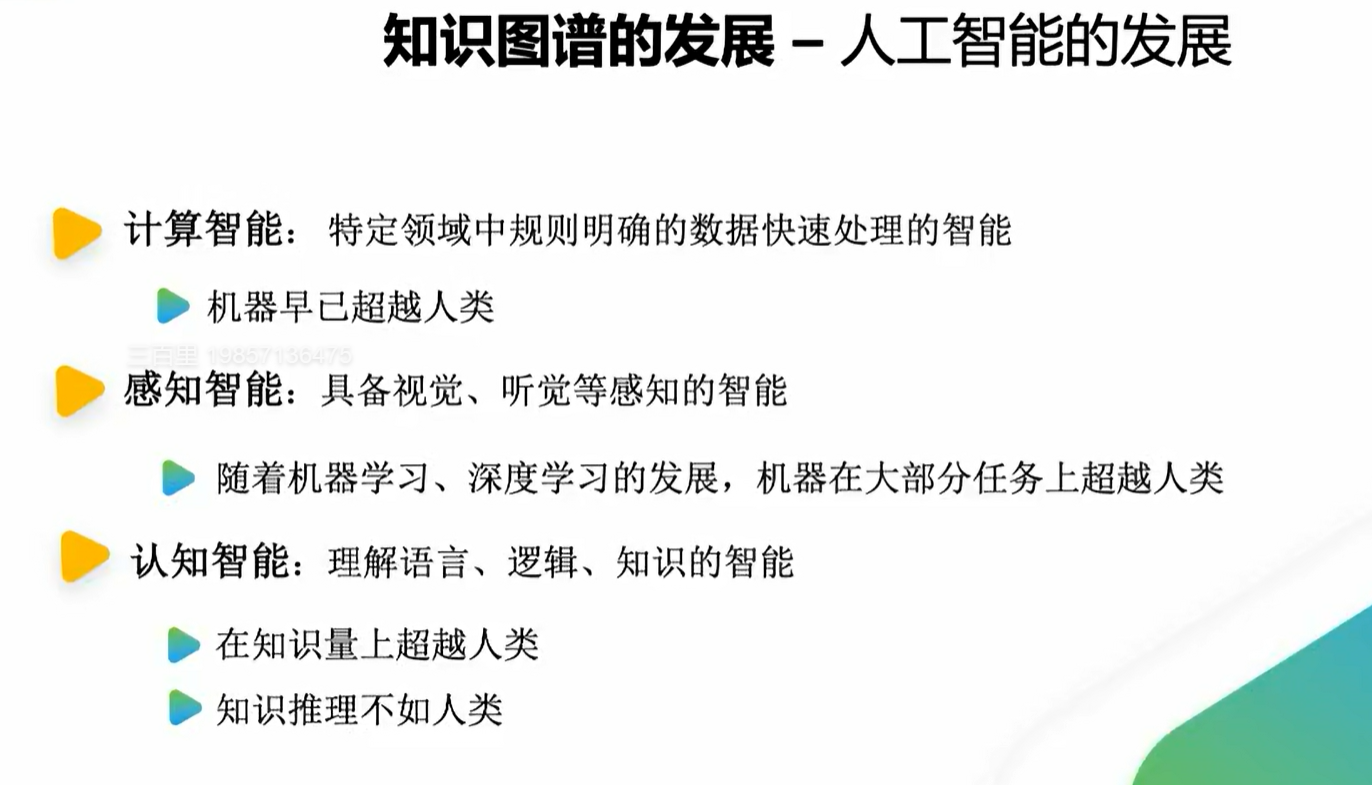 知识图谱的发展 – 人工智能的发展
计算智能： 特定领域中规则明确的数据快速处理的智能
机器早已超越人类
三百里 19857136475
感知智能：具备视觉、听觉等感知的智能
随着机器学习、深度学习的发展，机器在大部分任务上超越人类
认知智能：理解语言、逻辑、知识的智能
在知识量上超越人类
知识推理不如人类